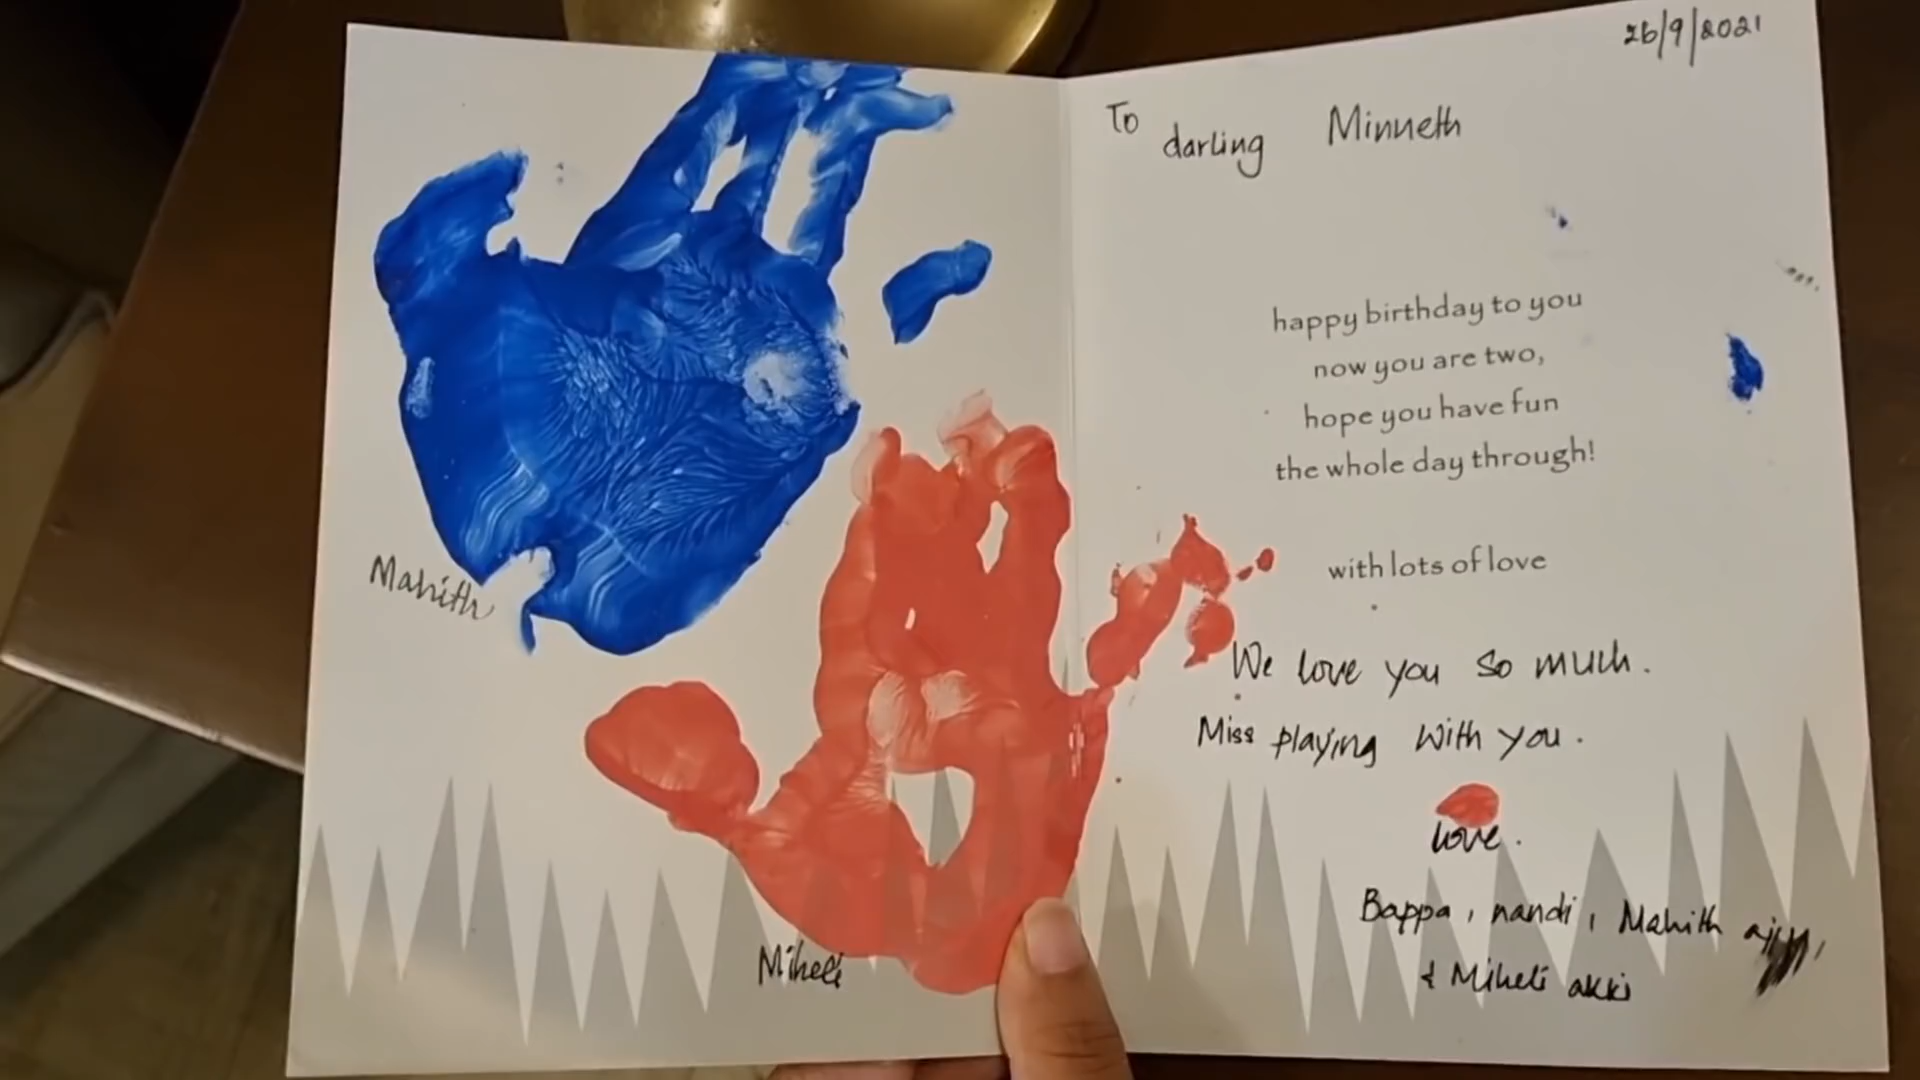 26/9/2021
To darling Minneth
happy birthday to you
now you are two,
hope you have fun
the whole day through!
with lots of love
We love you so much.
Miss playing with you.
love.
Bappa, nandi, Mahith
& Miheli akki
Mahith
Miheli